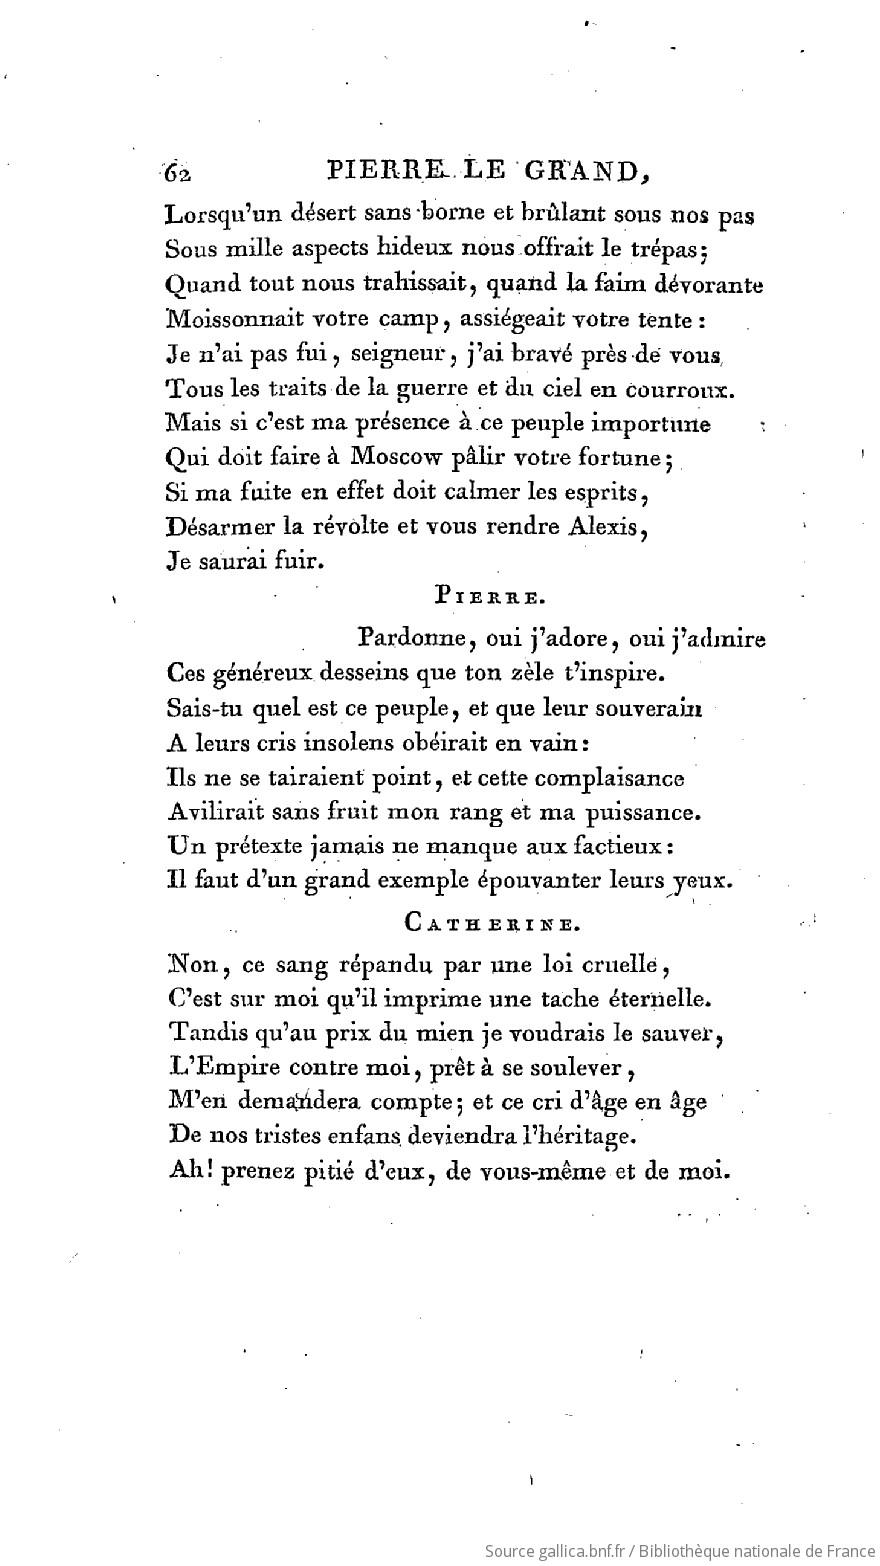 62 PIERRE LE GRAND,
Lorsqu'un désert sans borne et brûlant sous nos pas
Sous mille aspects hideux nous offrait le trépas;
Quand tout nous trahissait, quand la faim dévorante
Moissonnait votre camp, assiégeait votre tente :
Je n'ai pas fui, seigneur, j'ai bravé près de vous
Tous les traits de la guerre et du ciel en courroux.
Mais si c'est ma présence à ce peuple importune
Qui doit faire à Moscow pâlir votre fortune;
Si ma fuite en effet doit calmer les esprits,
Désarmer la révolte et vous rendre Alexis,
Je saurai fuir.
PIERRE.
Pardonne, oui j'adore, oui j'admire
Ces généreux desseins que ton zèle t'inspire.
Sais-tu quel est ce peuple, et que leur souverain
A leurs cris insolens obéirait en vain :
Ils ne se tairaient point, et cette complaisance
Avilirait sans fruit mon rang et ma puissance.
Un prétexte jamais ne manque aux factieux :
Il faut d'un grand exemple épouvanter leurs yeux.
CATHERINE.
Non, ce sang répandu par une loi cruelle,
C'est sur moi qu'il imprime une tache éternelle.
Tandis qu'au prix du mien je voudrais le sauver,
L'Empire contre moi, prêt à se soulever,
M'en demandera compte; et ce cri d'âge en âge
De nos tristes enfans deviendra l'héritage.
Ah! prenez pitié d'eux, de vous-même et de moi.
Source gallica.bnf.fr / Bibliothèque nationale de France